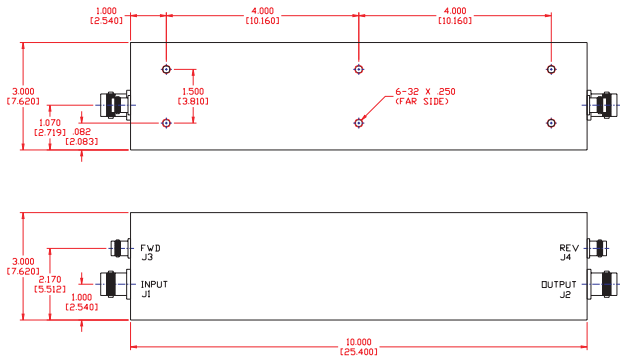 1.000
[2.540]
4.000
[10.160]
4.000
[10.160]
3.000
[7.620]
1.500
[3.810]
6-32 X .250
(FAR SIDE)
1.070
[2.719]
.082
[2.083]
3.000
[7.620]
FWD
J3
REV
J4
2.170
[5.512]
INPUT
J1
OUTPUT
J2
1.000
[2.540]
10.000
[25.400]